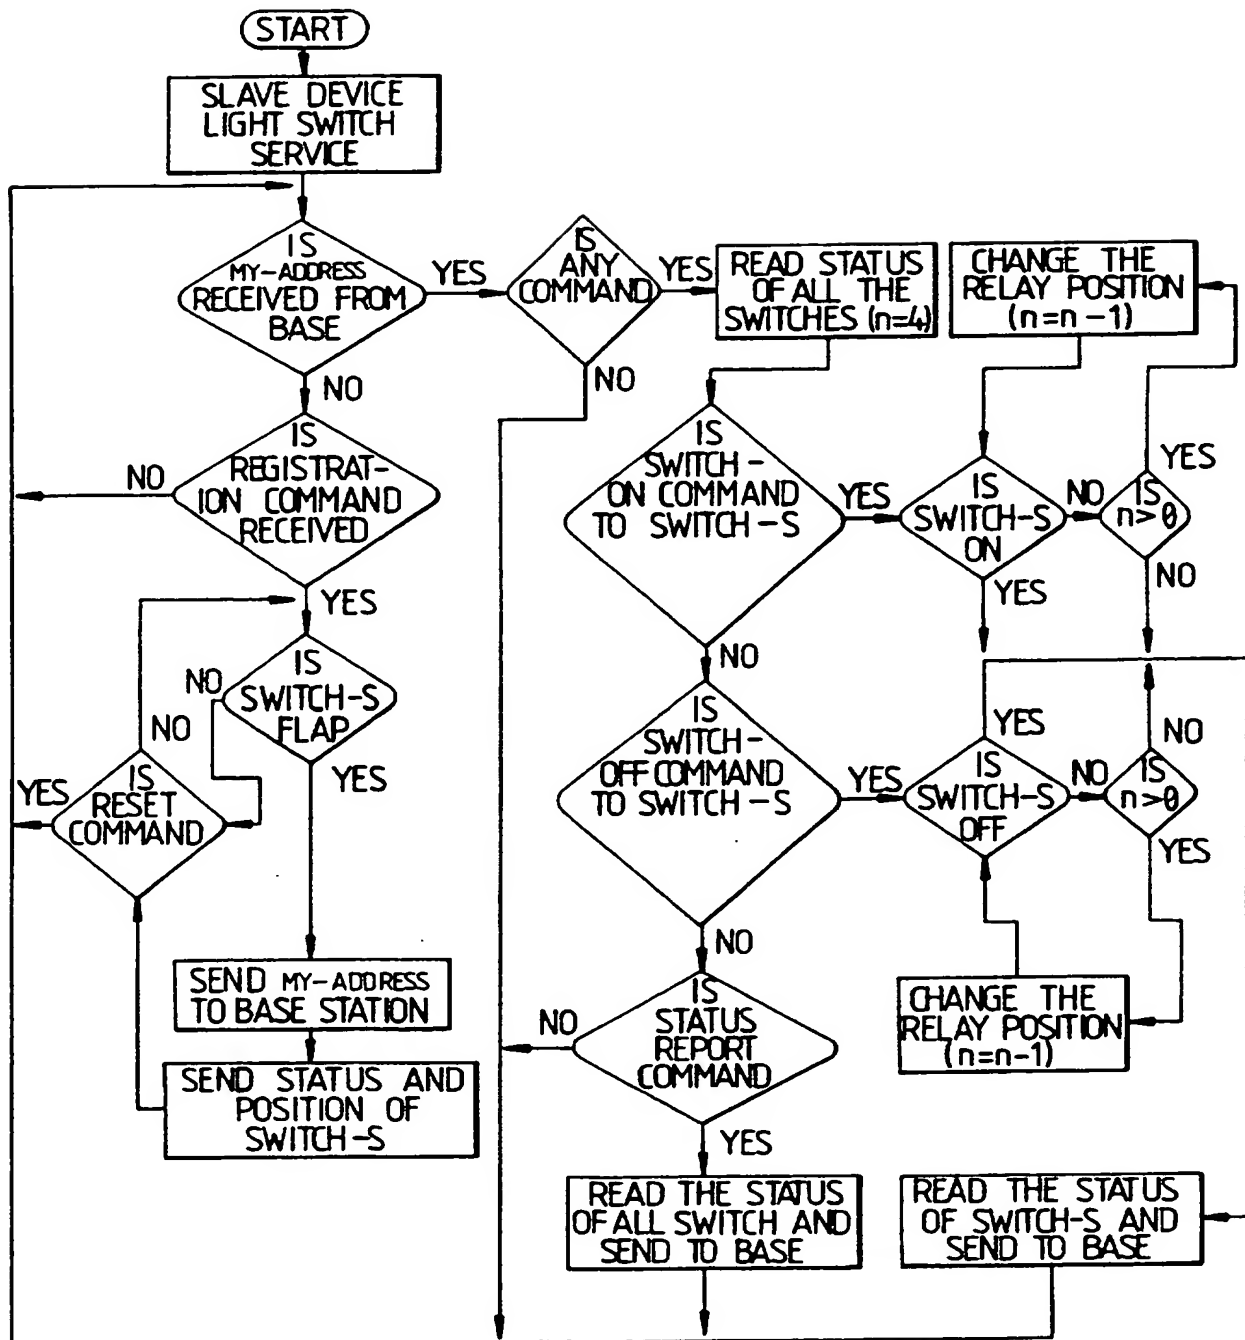 START
SLAVE DEVICE
LIGHT SWITCH
SERVICE
IS
MY-ADDRESS
RECEIVED FROM
BASE
YES
NO
IS
ANY
COMMAND
YES
NO
READ STATUS
OF ALL THE
SWITCHES (n=4)
CHANGE THE
RELAY POSITION
(n=n-1)
IS
REGISTRAT-
ION COMMAND
RECEIVED
NO
YES
IS
SWITCH-
ON COMMAND
TO SWITCH-S
YES
NO
IS
SWITCH-S
ON
NO
YES
IS
n>0
YES
NO
IS
SWITCH-S
FLAP
NO
YES
IS
RESET
COMMAND
NO
YES
IS
SWITCH-
OFF COMMAND
TO SWITCH-S
YES
NO
IS
SWITCH-S
OFF
YES
NO
IS
n>0
NO
YES
SEND MY-ADDRESS
TO BASE STATION
SEND STATUS AND
POSITION OF
SWITCH-S
IS
STATUS
REPORT
COMMAND
NO
YES
CHANGE THE
RELAY POSITION
(n=n-1)
READ THE STATUS
OF ALL SWITCH AND
SEND TO BASE
READ THE STATUS
OF SWITCH-S AND
SEND TO BASE